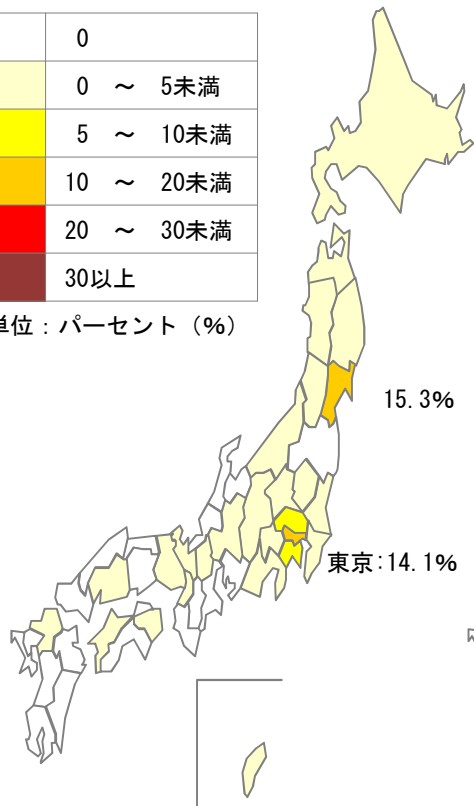 0
0 ～ 5未満
5 ～ 10未満
10 ～ 20未満
20 ～ 30未満
30以上
単位：パーセント（%）
15.3%
東京:14.1%